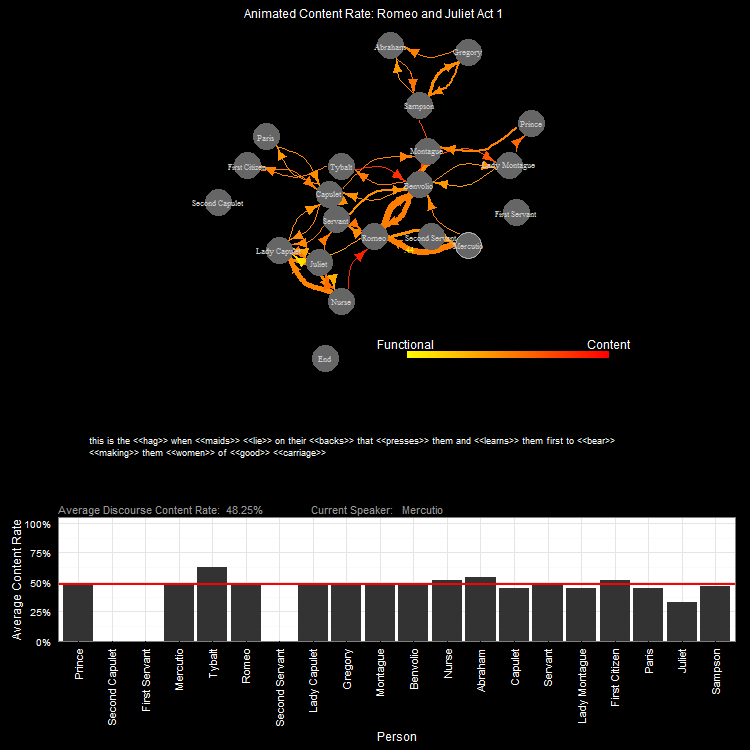 Animated Content Rate: Romeo and Juliet Act 1
Abraham
Gregory
Sampson
Prince
Paris
Montague
First Citizen
Tybalt
Lady Montague
Benvolio
Capulet
Second Capulet
First Servant
Servant
Romeo
Second Servant
Mercutio
Lady Capulet
Juliet
Nurse
End
Functional
Content
this is the <<hag>> when <<maids>> <<lie>> on their <<backs>> that <<presses>> them and <<learns>> them first to <<bear>>
<<making>> them <<women>> of <<good>> <<carriage>>
Average Discourse Content Rate: 48.25%
Current Speaker: Mercutio
Average Content Rate
100%
75%
50%
25%
0%
Prince
Second Capulet
First Servant
Mercutio
Tybalt
Romeo
Second Servant
Lady Capulet
Gregory
Montague
Benvolio
Nurse
Abraham
Capulet
Servant
Lady Montague
First Citizen
Paris
Juliet
Sampson
Person